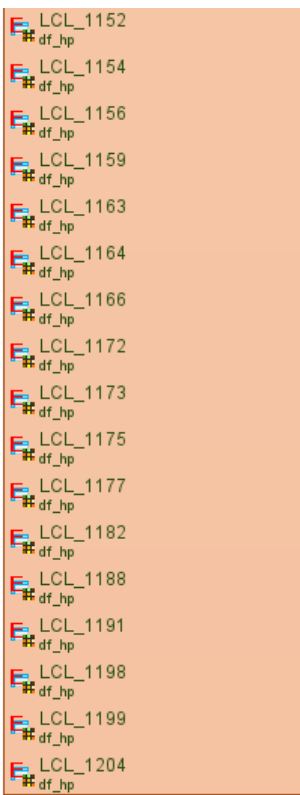 LCL_1152
df_hp
LCL_1154
df_hp
LCL_1156
df_hp
LCL_1159
df_hp
LCL_1163
df_hp
LCL_1164
df_hp
LCL_1166
df_hp
LCL_1172
df_hp
LCL_1173
df_hp
LCL_1175
df_hp
LCL_1177
df_hp
LCL_1182
df_hp
LCL_1188
df_hp
LCL_1191
df_hp
LCL_1198
df_hp
LCL_1199
df_hp
LCL_1204
df_hp